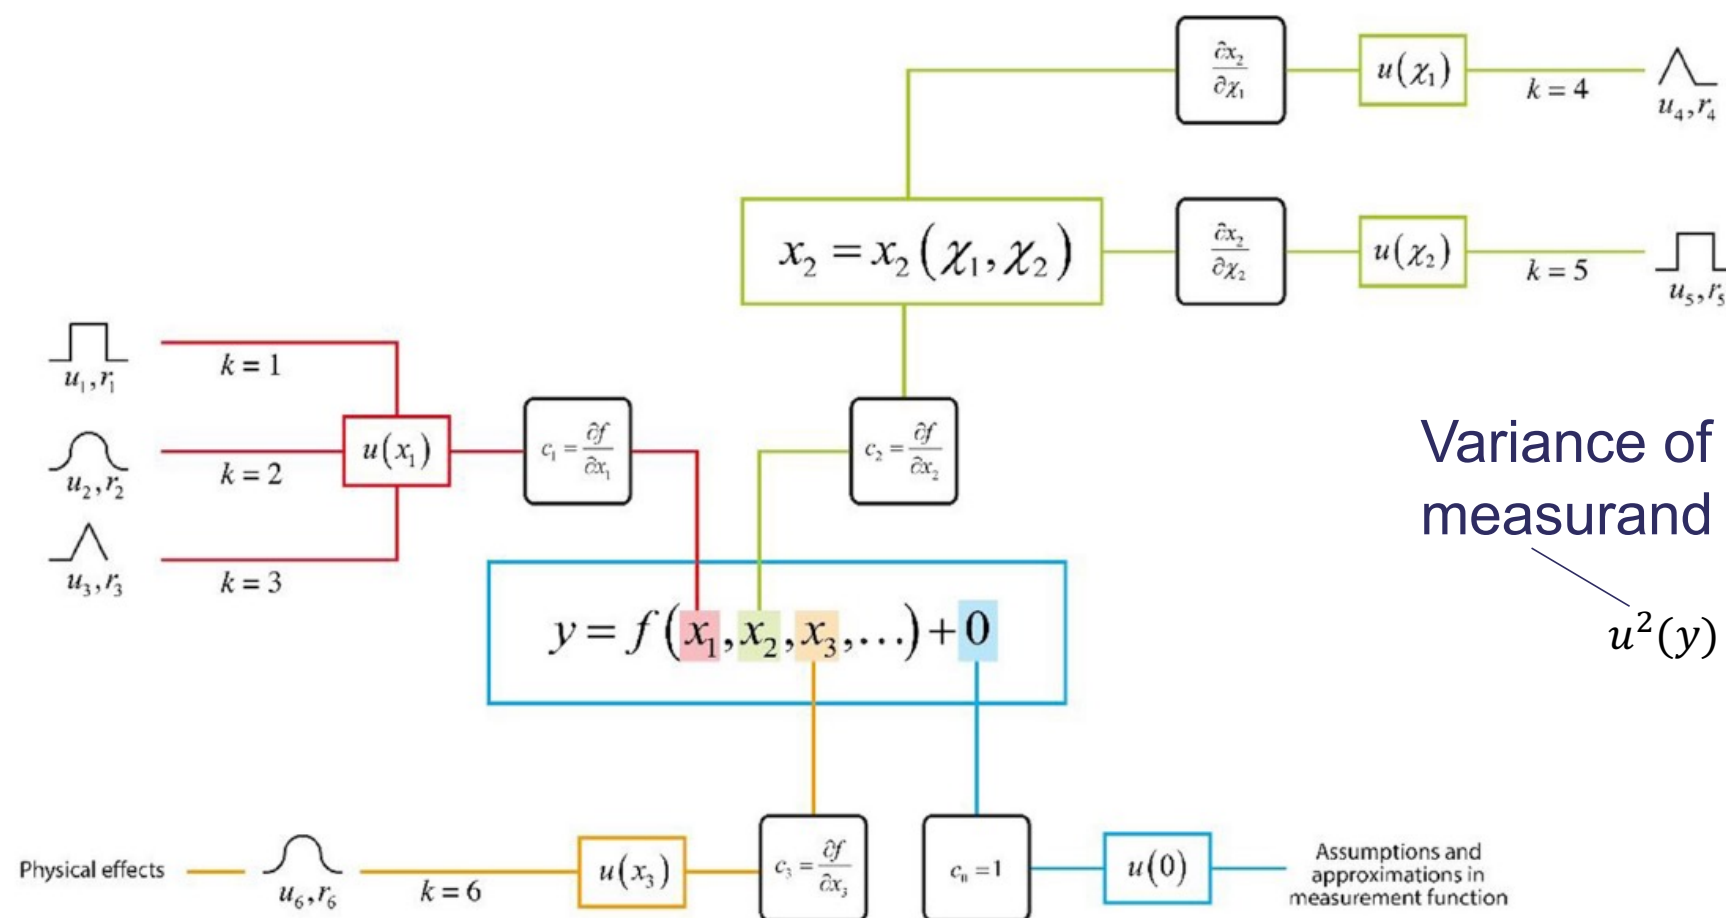 ∂x₂/∂χ₁
u(χ₁)
k = 4
u₄,r₄
x₂ = x₂(χ₁,χ₂)
∂x₂/∂χ₂
u(χ₂)
k = 5
u₅,r₅
u₁,r₁
k = 1
u₂,r₂
k = 2
u₃,r₃
k = 3
u(x₁)
c₁ = ∂f/∂x₁
c₂ = ∂f/∂x₂
Variance of
measurand
u²(y)
y = f(x₁,x₂,x₃,…)+0
Physical effects
u₆,r₆
k = 6
u(x₃)
c₃ = ∂f/∂x₃
c₀ =1
u(0)
Assumptions and
approximations in
measurement function